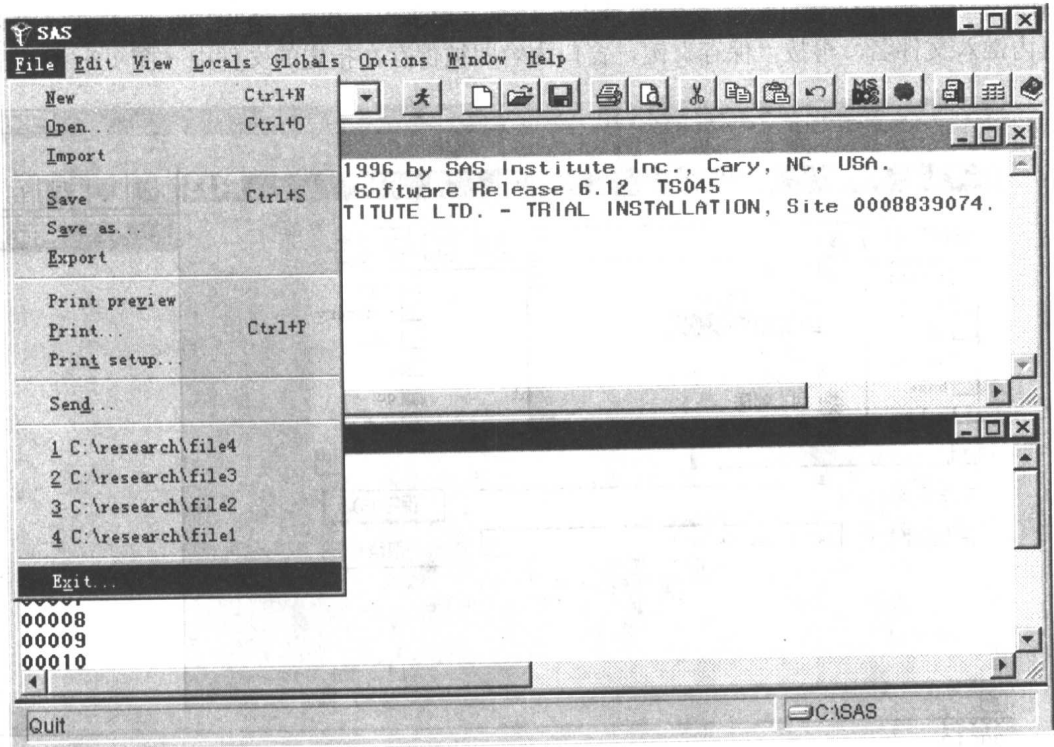 SAS
File Edit View Locals Globals Options Window Help
New Ctrl+N
Open... Ctrl+O
Import
Save Ctrl+S
Save as...
Export
Print preview
Print... Ctrl+P
Print setup...
Send...
1 C:\research\file4
2 C:\research\file3
3 C:\research\file2
4 C:\research\file1
Exit...
MS DOS
1996 by SAS Institute Inc., Cary, NC, USA.
Software Release 6.12 TS045
TITUTE LTD. - TRIAL INSTALLATION, Site 0008839074.
00008
00009
00010
Quit
C:\SAS